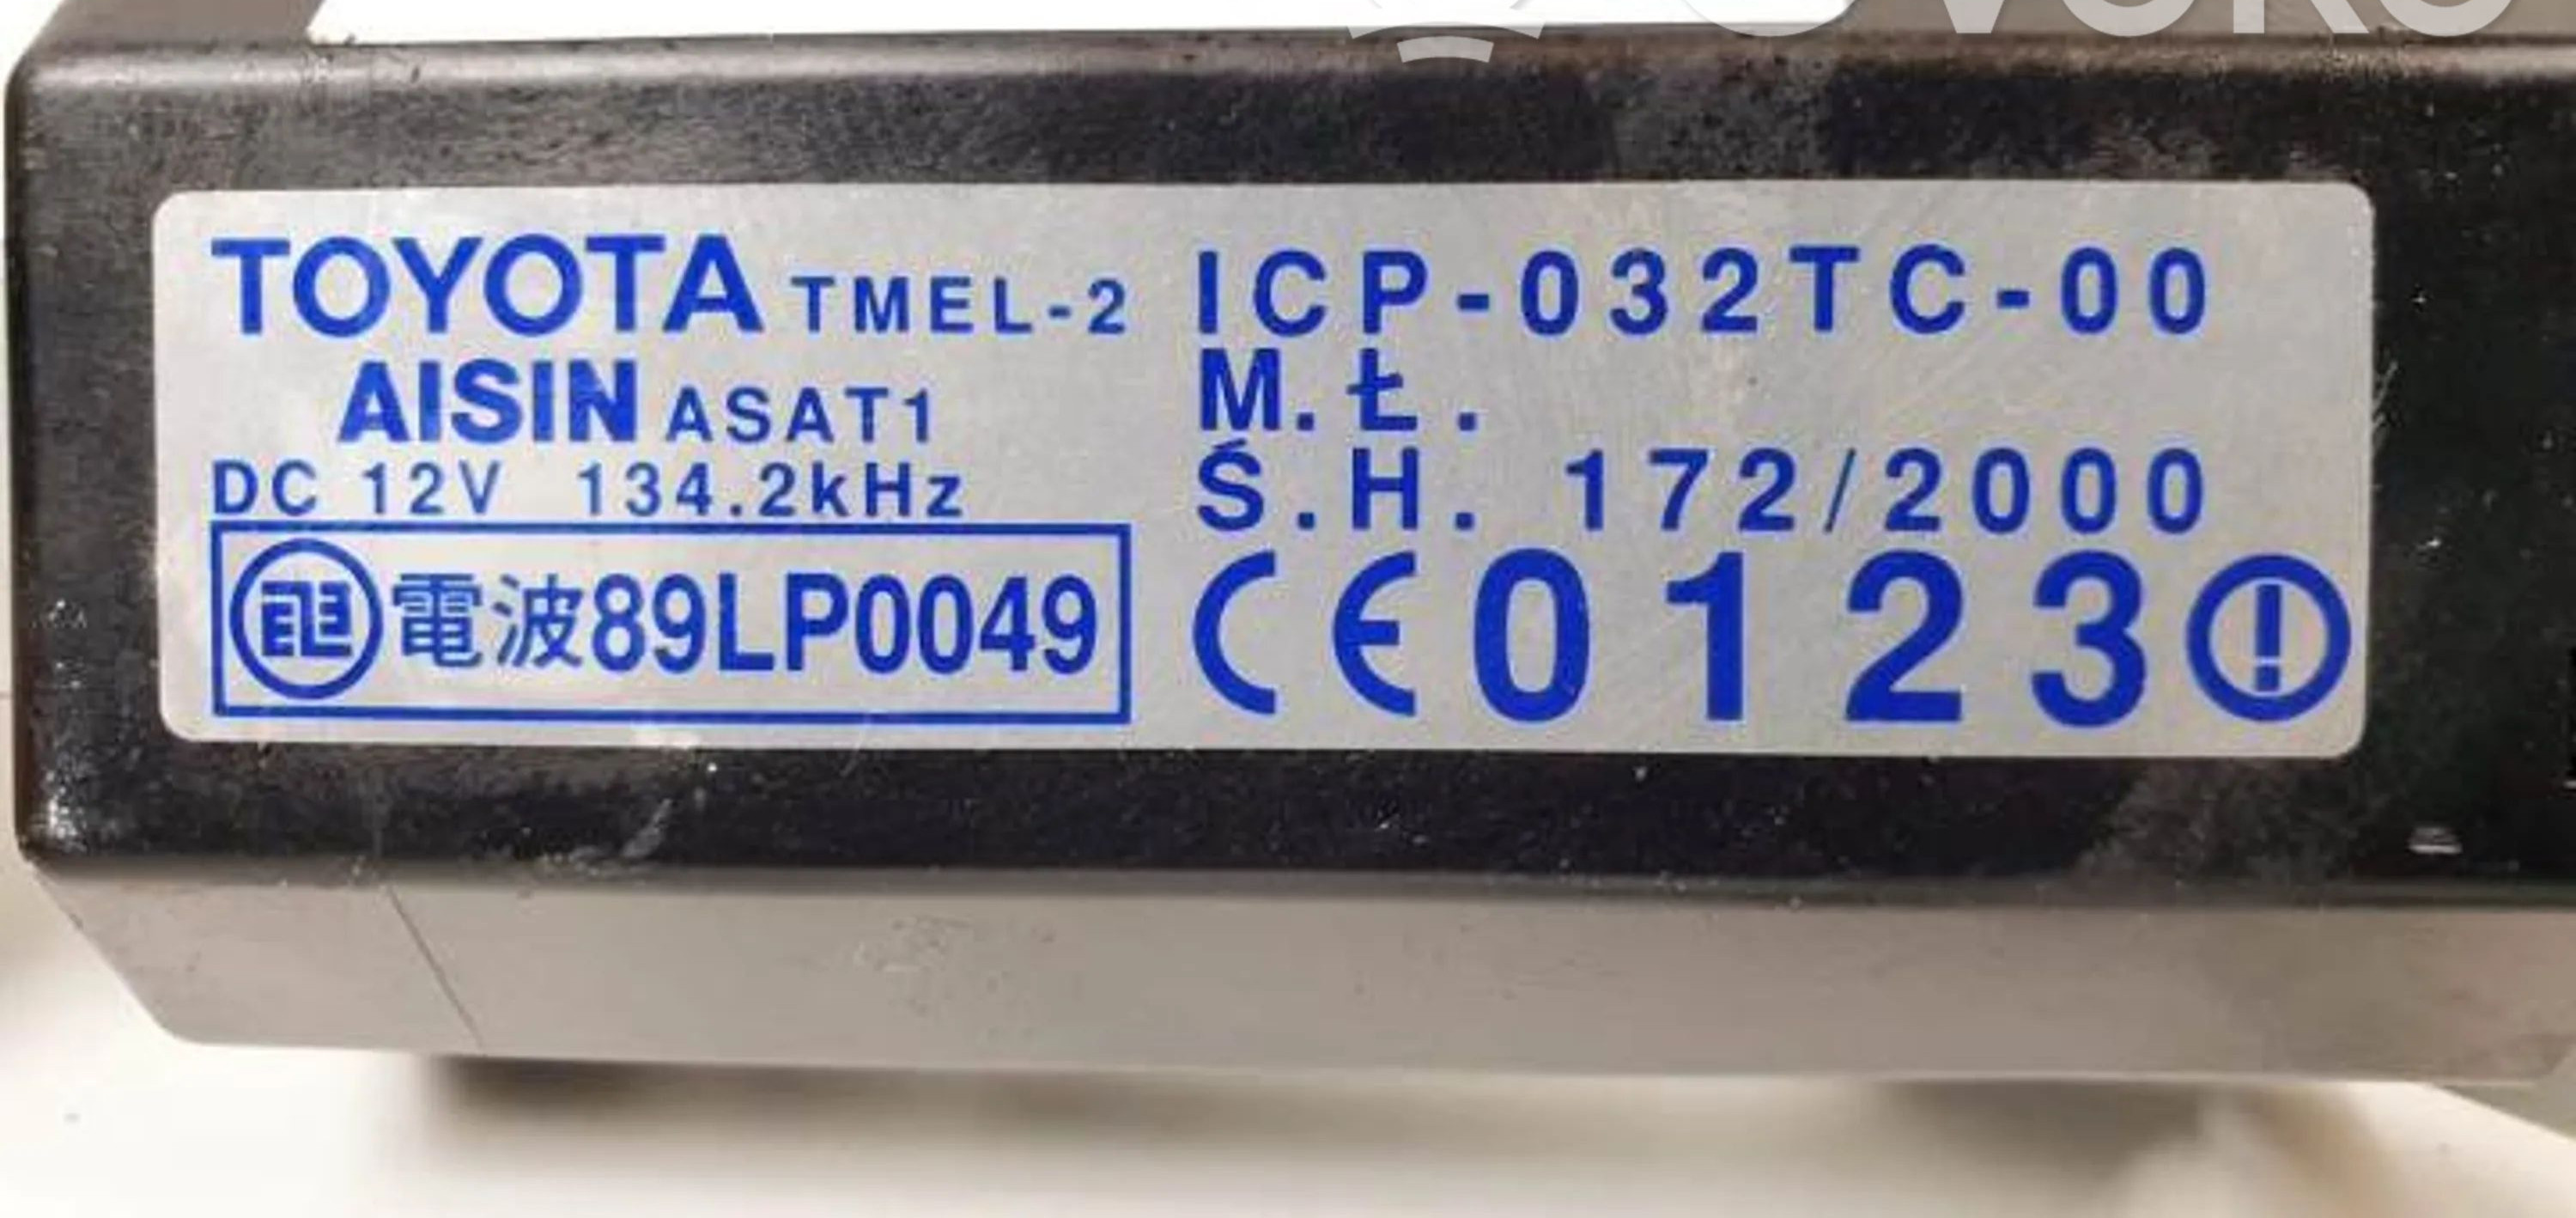 TOYOTA TMEL-2
AISIN ASAT1
DC 12V 134.2kHz
電波89LP0049
ICP-032TC-00
M.Ł.
Ś.H. 172/2000
CE0123